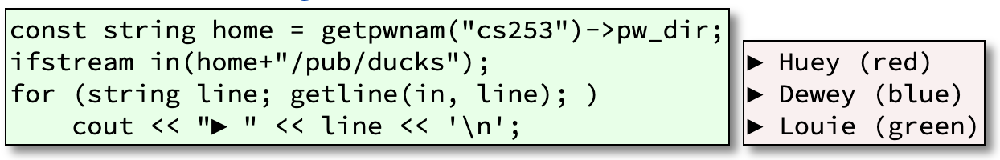 const string home = getpwnam("cs253")->pw_dir;
ifstream in(home+"/pub/ducks");
for (string line; getline(in, line); )
    cout << "▶ " << line << '\n';
▶ Huey (red)
▶ Dewey (blue)
▶ Louie (green)